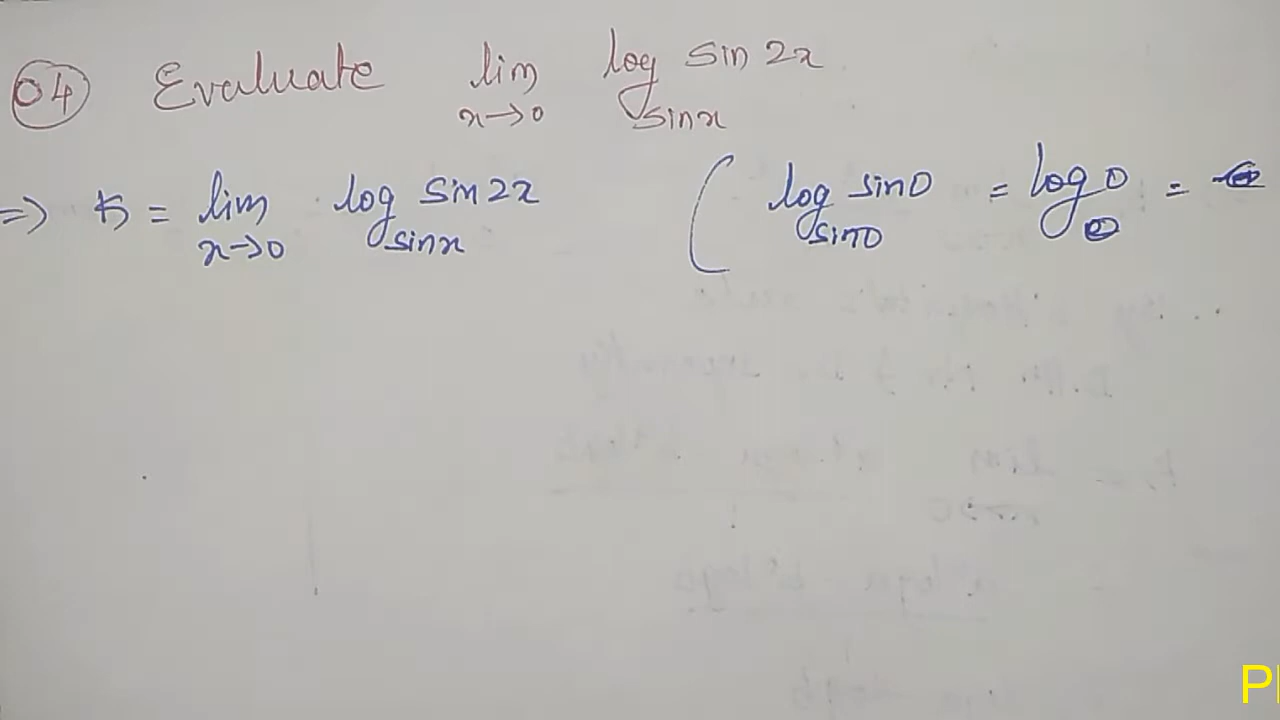 04 Evaluate lim x→0 log sinx sin 2x
⇒ k = lim x→0 log sinx sin 2x ( log sin0 sin0 = log 0 0 =
Pl